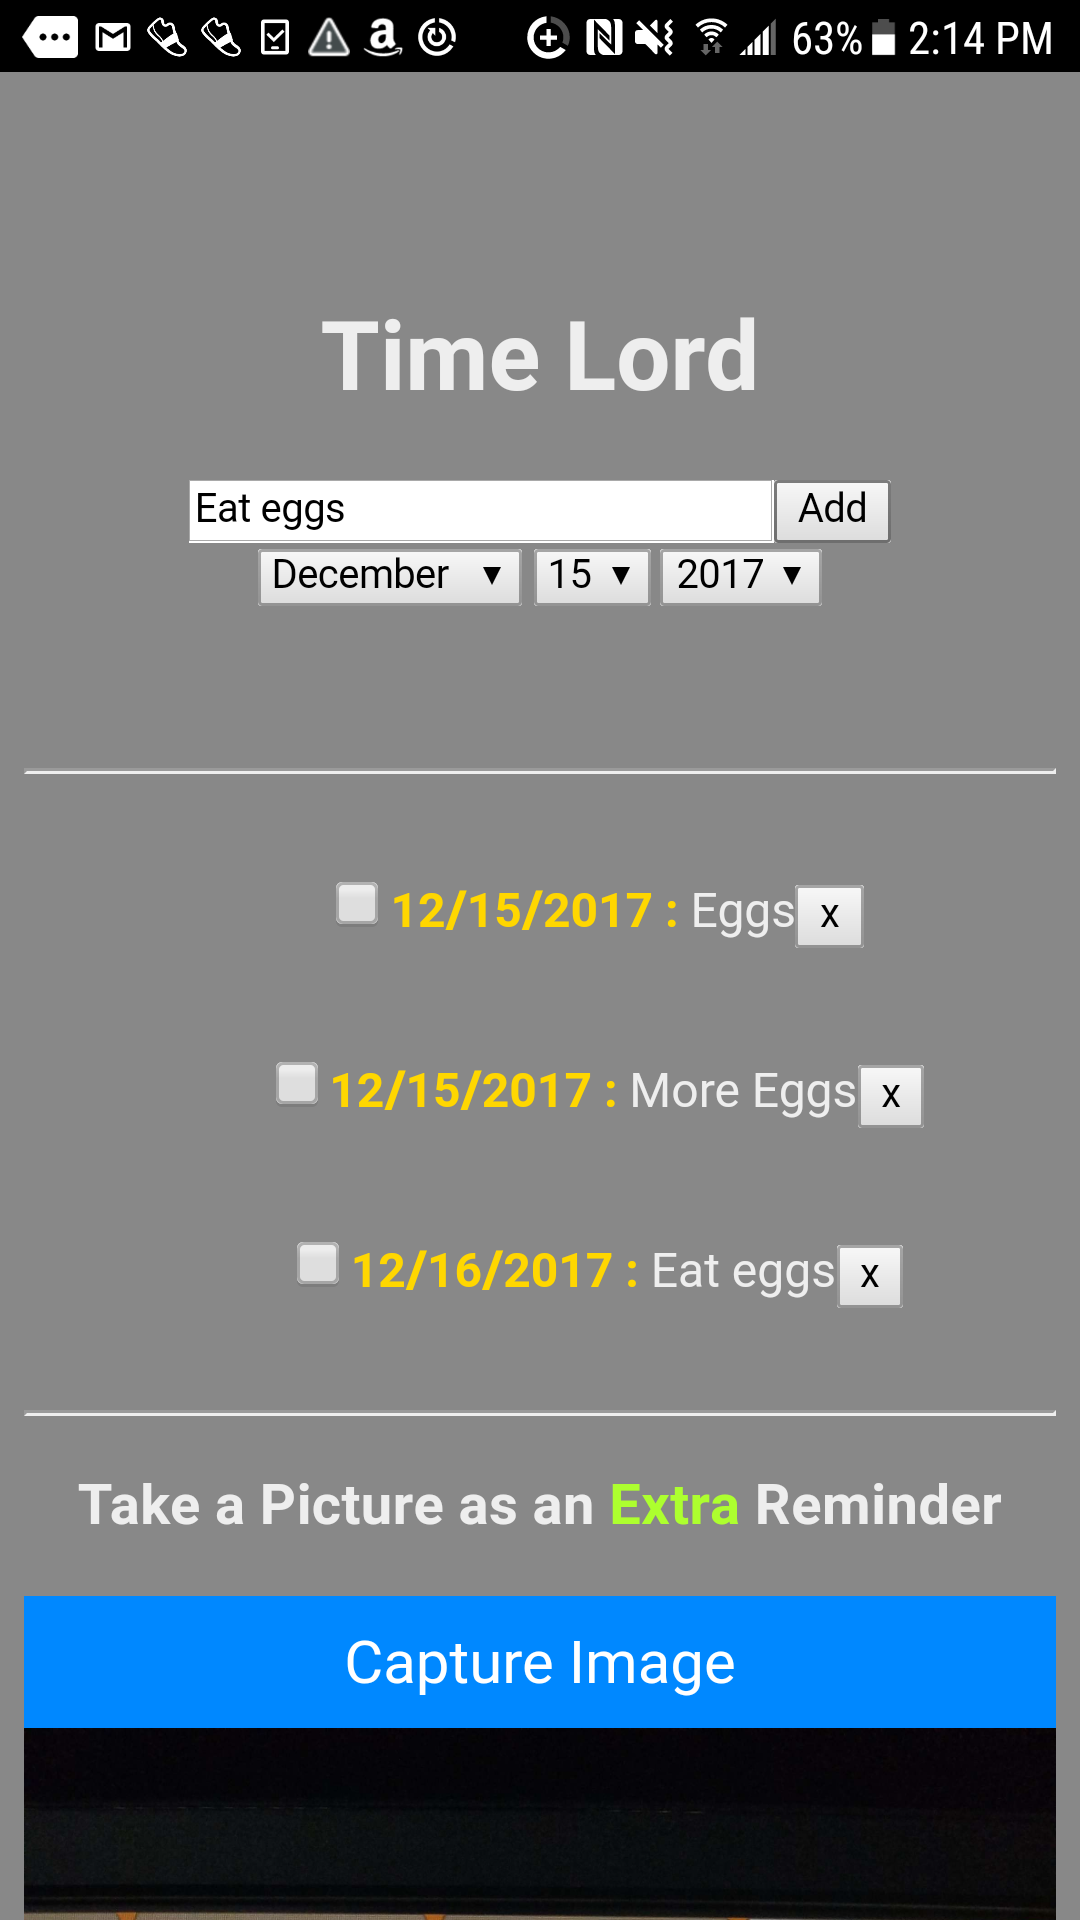 63% 2:14 PM
Time Lord
Eat eggs Add
December 15 2017
12/15/2017 : Eggs x
12/15/2017 : More Eggs x
12/16/2017 : Eat eggs x
Take a Picture as an Extra Reminder
Capture Image